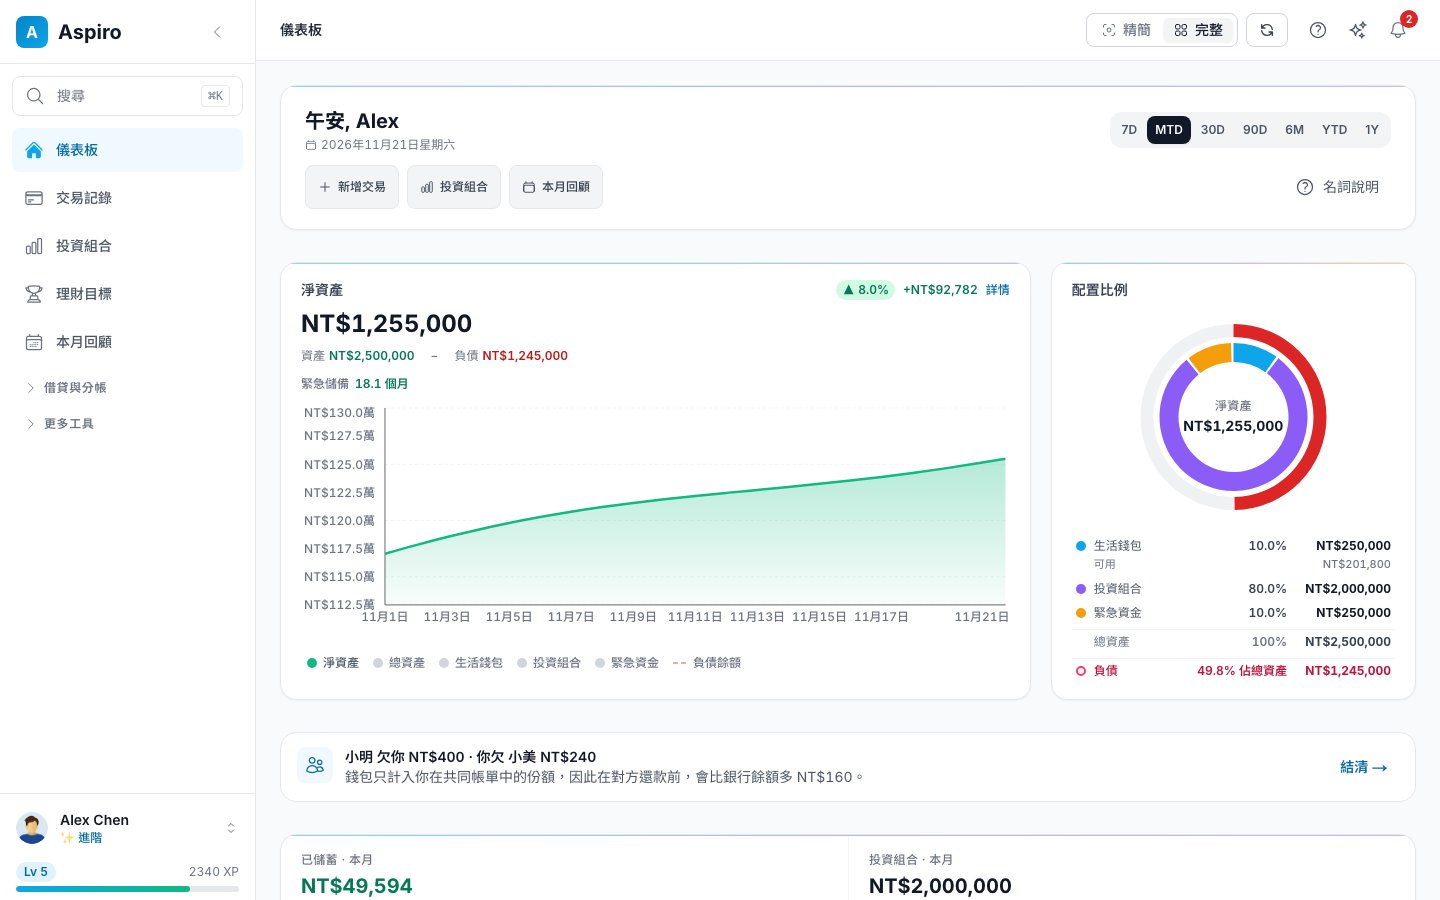 A Aspiro
搜尋 ⌘K
儀表板
交易記錄
投資組合
理財目標
本月回顧
借貸與分帳
更多工具
Alex Chen
✨ 進階
Lv 5 2340 XP
儀表板
精簡 完整 2
午安, Alex
2026年11月21日星期六
7D MTD 30D 90D 6M YTD 1Y
新增交易 投資組合 本月回顧
名詞說明
淨資產
▲ 8.0% +NT$92,782 詳情
NT$1,255,000
資產 NT$2,500,000 – 負債 NT$1,245,000
緊急儲備 18.1 個月
NT$130.0萬
NT$127.5萬
NT$125.0萬
NT$122.5萬
NT$120.0萬
NT$117.5萬
NT$115.0萬
NT$112.5萬
11月1日 11月3日 11月5日 11月7日 11月9日 11月11日 11月13日 11月15日 11月17日 11月21日
淨資產 總資產 生活錢包 投資組合 緊急資金 負債餘額
配置比例
淨資產
NT$1,255,000
生活錢包 10.0% NT$250,000
可用 NT$201,800
投資組合 80.0% NT$2,000,000
緊急資金 10.0% NT$250,000
總資產 100% NT$2,500,000
負債 49.8% 佔總資產 NT$1,245,000
小明 欠你 NT$400 · 你欠 小美 NT$240
錢包只計入你在共同帳單中的份額，因此在對方還款前，會比銀行餘額多 NT$160。
結清 →
已儲蓄 · 本月
NT$49,594
投資組合 · 本月
NT$2,000,000